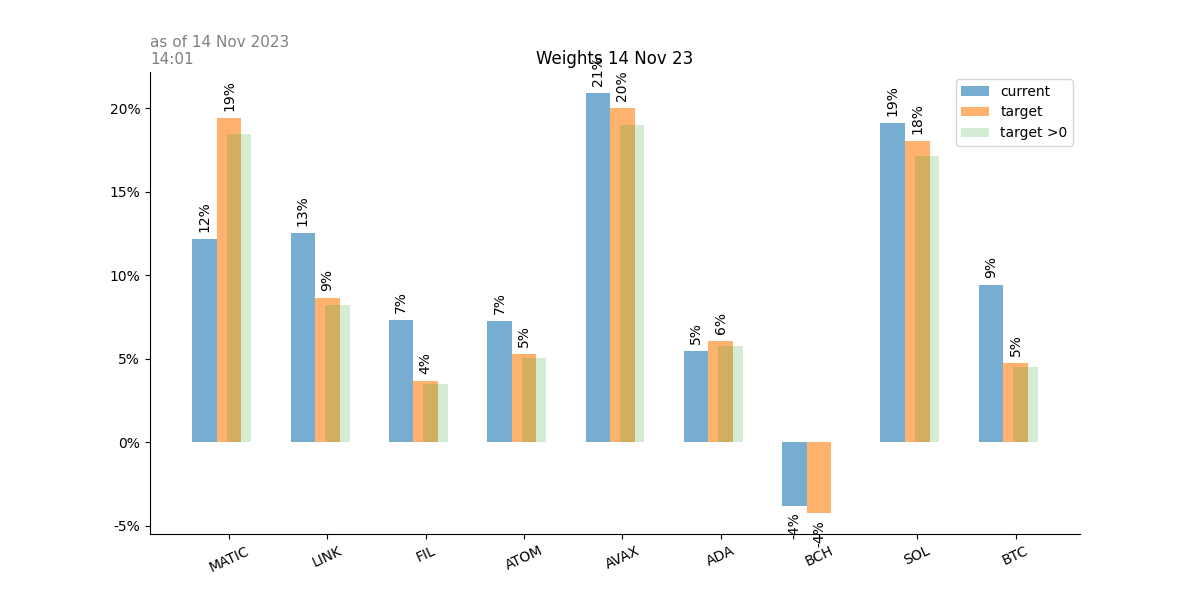 as of 14 Nov 2023
14:01
Weights 14 Nov 23
current
target
target >0
20%
15%
10%
5%
0%
-5%
12%
19%
13%
9%
7%
4%
7%
5%
21%
20%
5%
6%
-4%
-4%
19%
18%
9%
5%
MATIC
LINK
FIL
ATOM
AVAX
ADA
BCH
SOL
BTC